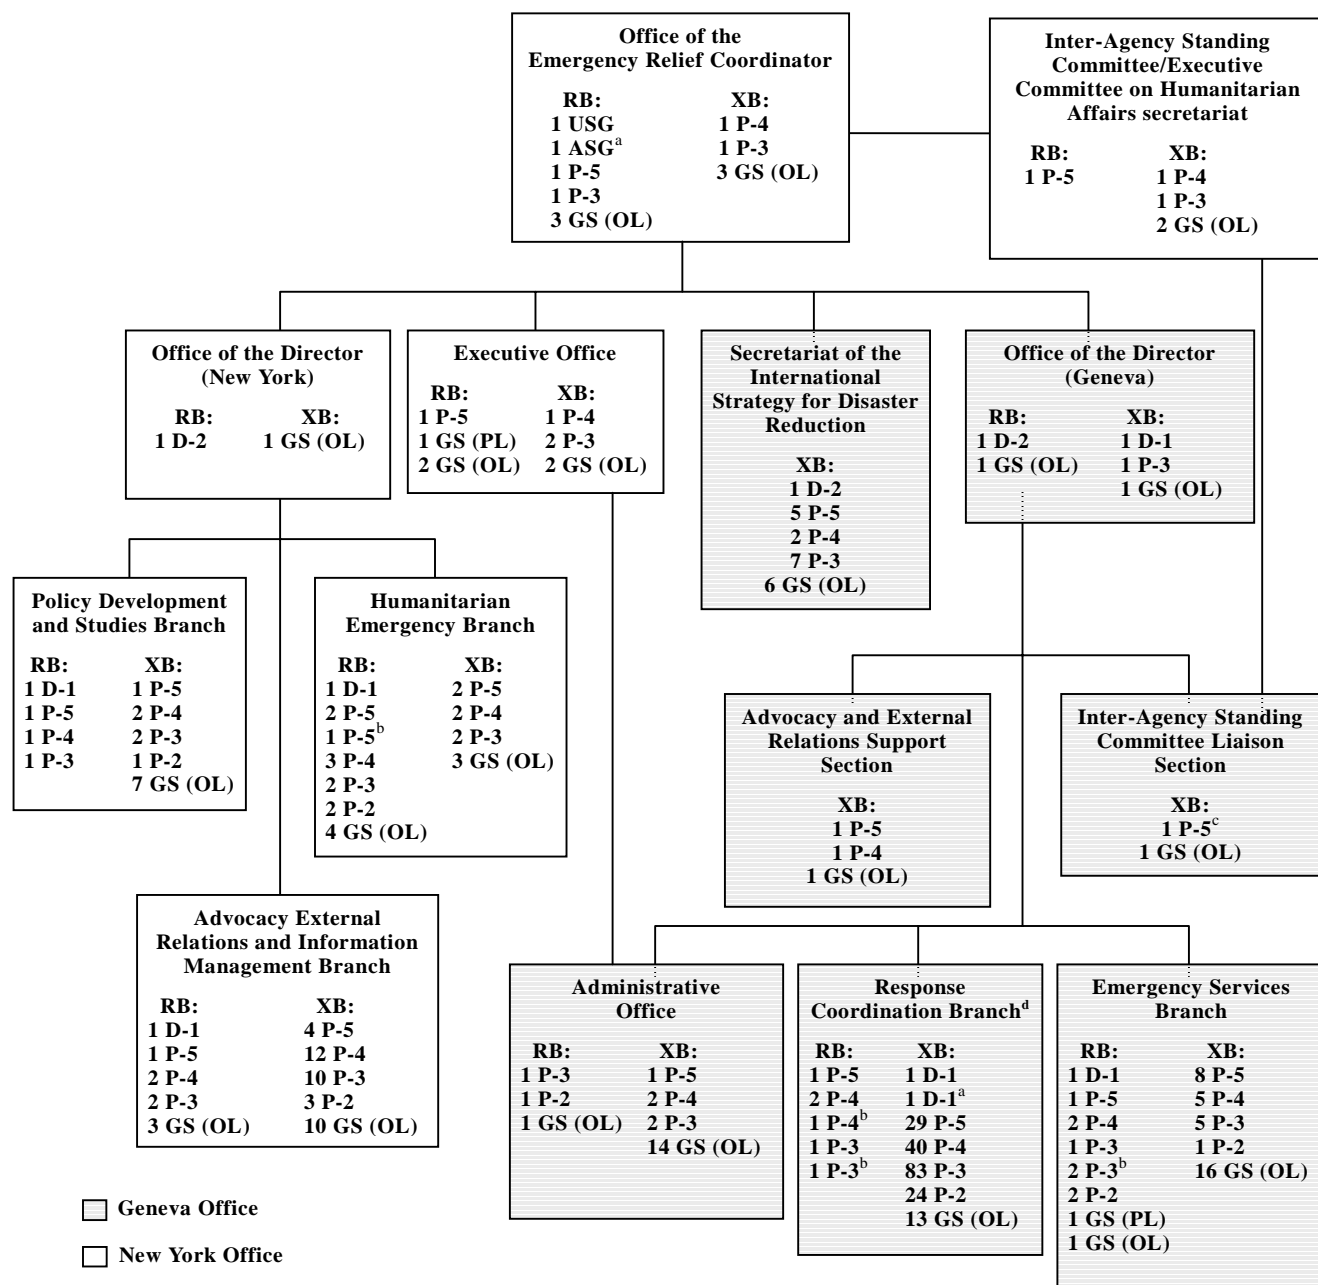 Office of the
Emergency Relief Coordinator
RB:
1 USG
1 ASGa
1 P-5
1 P-3
3 GS (OL)
XB:
1 P-4
1 P-3
3 GS (OL)
Inter-Agency Standing
Committee/Executive
Committee on Humanitarian
Affairs secretariat
RB:
1 P-5
XB:
1 P-4
1 P-3
2 GS (OL)
Office of the Director
(New York)
RB:
1 D-2
XB:
1 GS (OL)
Executive Office
RB:
1 P-5
1 GS (PL)
2 GS (OL)
XB:
1 P-4
2 P-3
2 GS (OL)
Secretariat of the
International
Strategy for Disaster
Reduction
XB:
1 D-2
5 P-5
2 P-4
7 P-3
6 GS (OL)
Office of the Director
(Geneva)
RB:
1 D-2
1 GS (OL)
XB:
1 D-1
1 P-3
1 GS (OL)
Policy Development
and Studies Branch
RB:
1 D-1
1 P-5
1 P-4
1 P-3
XB:
1 P-5
2 P-4
2 P-3
1 P-2
7 GS (OL)
Humanitarian
Emergency Branch
RB:
1 D-1
2 P-5
1 P-5b
3 P-4
2 P-3
2 P-2
4 GS (OL)
XB:
2 P-5
2 P-4
2 P-3
3 GS (OL)
Advocacy and External
Relations Support
Section
XB:
1 P-5
1 P-4
1 GS (OL)
Inter-Agency Standing
Committee Liaison
Section
XB:
1 P-5c
1 GS (OL)
Advocacy External
Relations and Information
Management Branch
RB:
1 D-1
1 P-5
2 P-4
2 P-3
3 GS (OL)
XB:
4 P-5
12 P-4
10 P-3
3 P-2
10 GS (OL)
Administrative
Office
RB:
1 P-3
1 P-2
1 GS (OL)
XB:
1 P-5
2 P-4
2 P-3
14 GS (OL)
Response
Coordination Branchd
RB:
1 P-5
2 P-4
1 P-4b
1 P-3
1 P-3b
XB:
1 D-1
1 D-1a
29 P-5
40 P-4
83 P-3
24 P-2
13 GS (OL)
Emergency Services
Branch
RB:
1 D-1
1 P-5
2 P-4
1 P-3
2 P-3b
2 P-2
1 GS (PL)
1 GS (OL)
XB:
8 P-5
5 P-4
5 P-3
1 P-2
16 GS (OL)
Geneva Office
New York Office